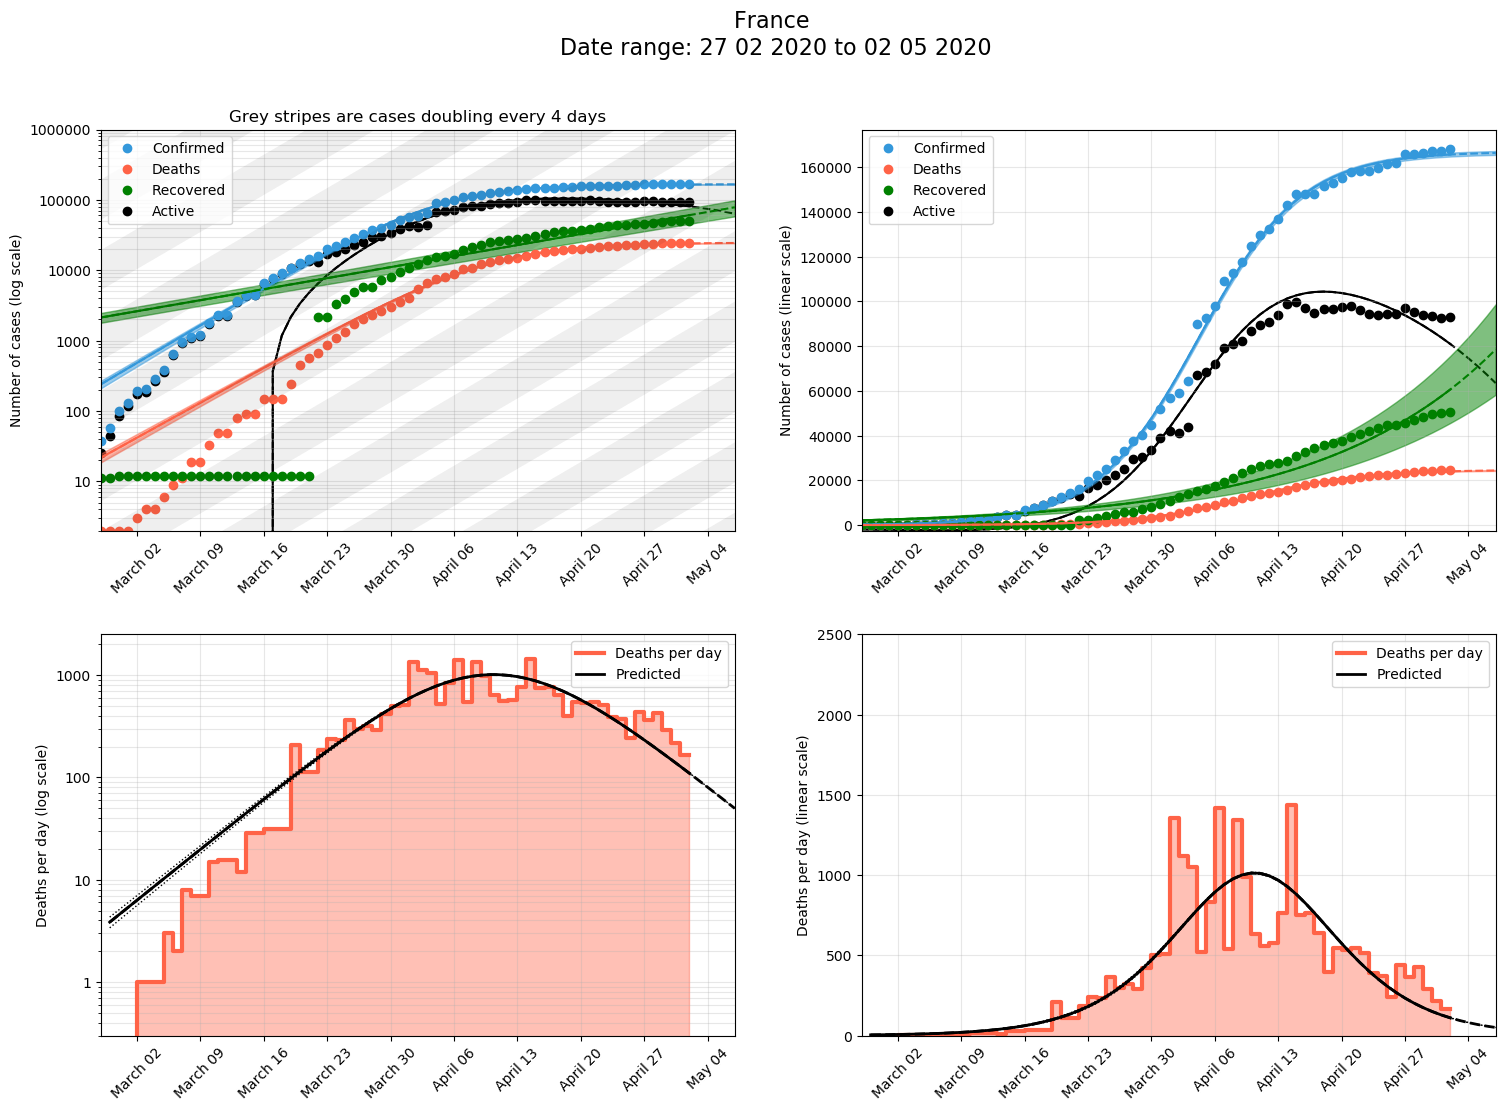 France
Date range: 27 02 2020 to 02 05 2020
Grey stripes are cases doubling every 4 days
Number of cases (log scale)
1000000
100000
10000
1000
100
10
Confirmed
Deaths
Recovered
Active
March 02
March 09
March 16
March 23
March 30
April 06
April 13
April 20
April 27
May 04
Number of cases (linear scale)
160000
140000
120000
100000
80000
60000
40000
20000
0
Confirmed
Deaths
Recovered
Active
March 02
March 09
March 16
March 23
March 30
April 06
April 13
April 20
April 27
May 04
Deaths per day (log scale)
1000
100
10
1
Deaths per day
Predicted
March 02
March 09
March 16
March 23
March 30
April 06
April 13
April 20
April 27
May 04
Deaths per day (linear scale)
2500
2000
1500
1000
500
0
Deaths per day
Predicted
March 02
March 09
March 16
March 23
March 30
April 06
April 13
April 20
April 27
May 04